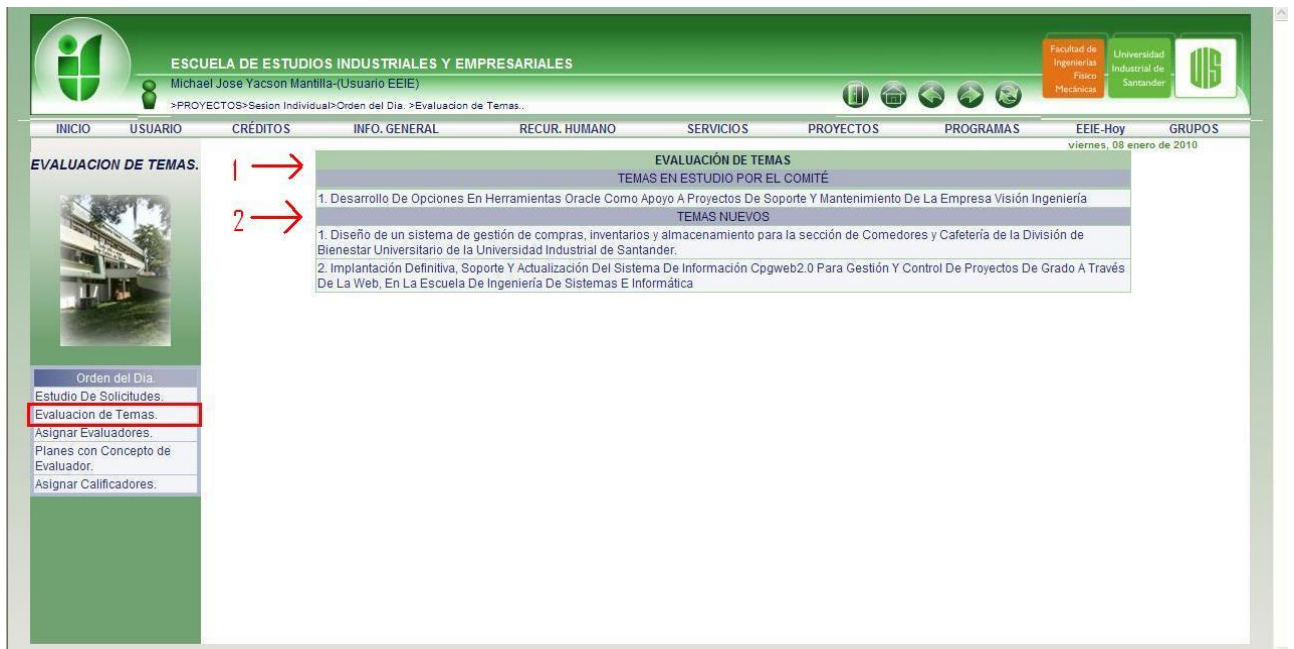 ESCUELA DE ESTUDIOS INDUSTRIALES Y EMPRESARIALES
Michael Jose Yacson Mantilla-(Usuario EEIE)
>PROYECTOS>Sesion Individual>Orden del Dia. >Evaluacion de Temas..
Facultad de
Ingenierías
Físico
Mecánicas
Universidad
Industrial de
Santander
UIS
INICIO USUARIO CRÉDITOS INFO. GENERAL RECUR. HUMANO SERVICIOS PROYECTOS PROGRAMAS EEIE-Hoy GRUPOS
viernes, 08 enero de 2010
EVALUACION DE TEMAS.
1
EVALUACIÓN DE TEMAS
TEMAS EN ESTUDIO POR EL COMITÉ
1. Desarrollo De Opciones En Herramientas Oracle Como Apoyo A Proyectos De Soporte Y Mantenimiento De La Empresa Visión Ingeniería
2
TEMAS NUEVOS
1. Diseño de un sistema de gestión de compras, inventarios y almacenamiento para la sección de Comedores y Cafetería de la División de
Bienestar Universitario de la Universidad Industrial de Santander.
2. Implantación Definitiva, Soporte Y Actualización Del Sistema De Información Cpgweb2.0 Para Gestión Y Control De Proyectos De Grado A Través
De La Web, En La Escuela De Ingeniería De Sistemas E Informática
Orden del Dia.
Estudio De Solicitudes.
Evaluacion de Temas.
Asignar Evaluadores.
Planes con Concepto de
Evaluador.
Asignar Calificadores.